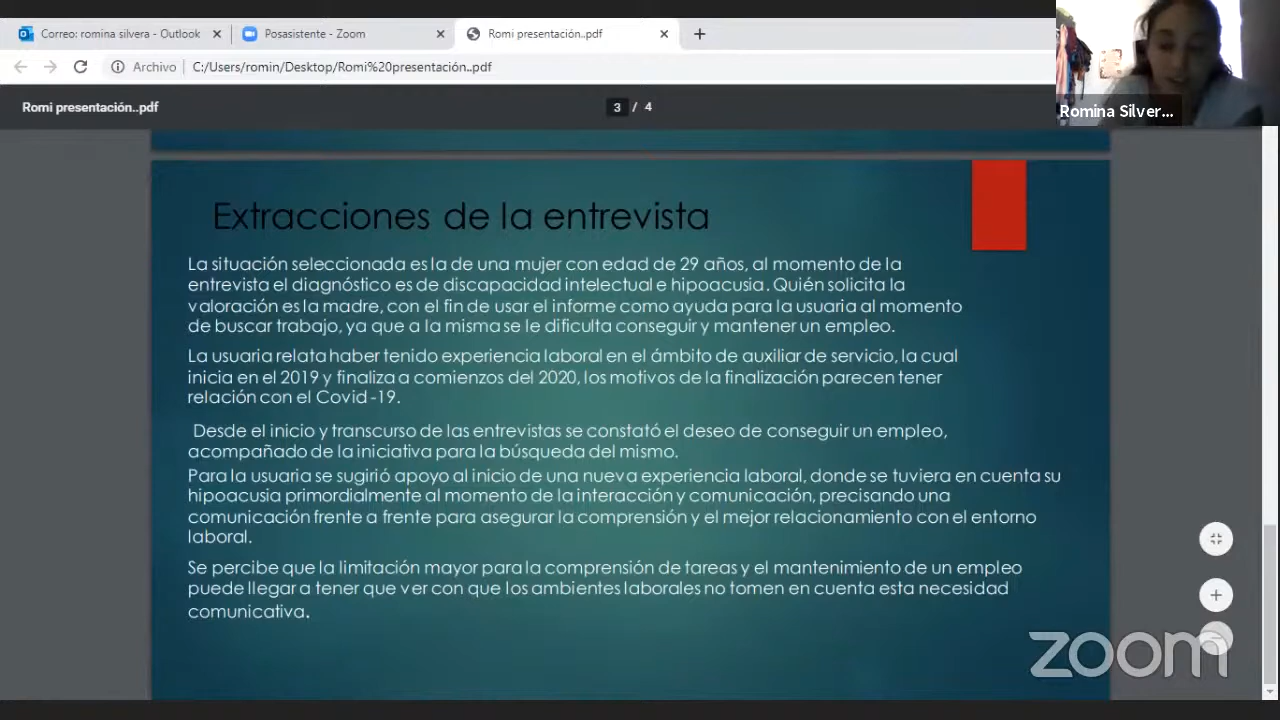 Correo: romina silvera - Outlook
Posasistente - Zoom
Romi presentación..pdf
Archivo
C:/Users/romin/Desktop/Romi%20presentación..pdf
Romi presentación..pdf
3 / 4
Romina Silver...
Extracciones de la entrevista
La situación seleccionada es la de una mujer con edad de 29 años, al momento de la
entrevista el diagnóstico es de discapacidad intelectual e hipoacusia. Quién solicita la
valoración es la madre, con el fin de usar el informe como ayuda para la usuaria al momento
de buscar trabajo, ya que a la misma se le dificulta conseguir y mantener un empleo.
La usuaria relata haber tenido experiencia laboral en el ámbito de auxiliar de servicio, la cual
inicia en el 2019 y finaliza a comienzos del 2020, los motivos de la finalización parecen tener
relación con el Covid -19.
Desde el inicio y transcurso de las entrevistas se constató el deseo de conseguir un empleo,
acompañado de la iniciativa para la búsqueda del mismo.
Para la usuaria se sugirió apoyo al inicio de una nueva experiencia laboral, donde se tuviera en cuenta su
hipoacusia primordialmente al momento de la interacción y comunicación, precisando una
comunicación frente a frente para asegurar la comprensión y el mejor relacionamiento con el entorno
laboral.
Se percibe que la limitación mayor para la comprensión de tareas y el mantenimiento de un empleo
puede llegar a tener que ver con que los ambientes laborales no tomen en cuenta esta necesidad
comunicativa.
zoom